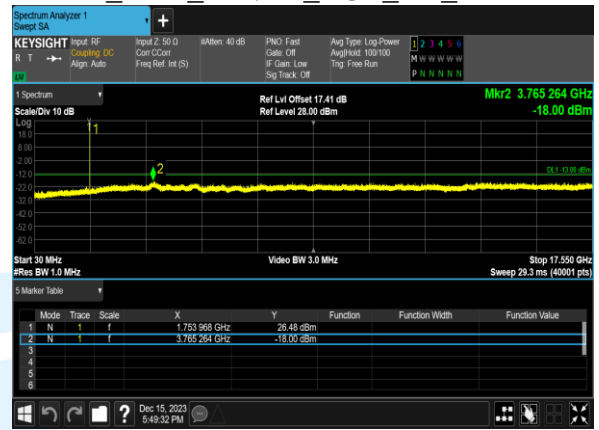 Spectrum Analyzer 1
Swept SA
KEYSIGHT Input: RF Input Z: 50 Ω #Atten: 40 dB PNO: Fast Avg Type: Log-Power 1 2 3 4 5 6
R T Coupling: DC Corr CCorr Gate: Off Avg|Hold: 100/100 M W W W W W
Align: Auto Freq Ref: Int (S) IF Gain: Low Trig: Free Run
LV Sig Track: Off P N N N N N
1 Spectrum Mkr2 3.765 264 GHz
Ref Lvl Offset 17.41 dB
Scale/Div 10 dB Ref Level 28.00 dBm -18.00 dBm
Log 1
18.0
8.00
-2.00
-12.0 2 DL1 -13.00 dBm
-22.0
-32.0
-42.0
-52.0
-62.0
Start 30 MHz Video BW 3.0 MHz Stop 17.550 GHz
#Res BW 1.0 MHz Sweep 29.3 ms (40001 pts)
5 Marker Table
Mode Trace Scale X Y Function Function Width Function Value
1 N 1 f 1.753 968 GHz 26.48 dBm
2 N 1 f 3.765 264 GHz -18.00 dBm
3
4
5
6
? Dec 15, 2023
5:49:32 PM